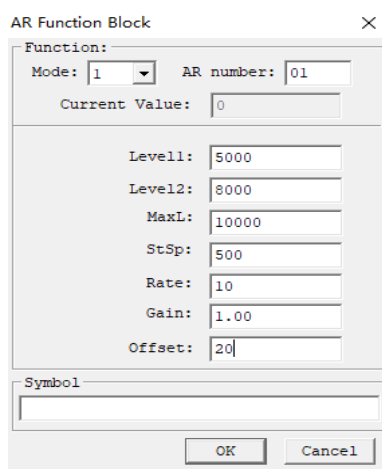 AR Function Block
Function:
Mode: 1 AR number: 01
Current Value: 0
Level1: 5000
Level2: 8000
MaxL: 10000
StSp: 500
Rate: 10
Gain: 1.00
Offset: 20
Symbol
OK Cancel